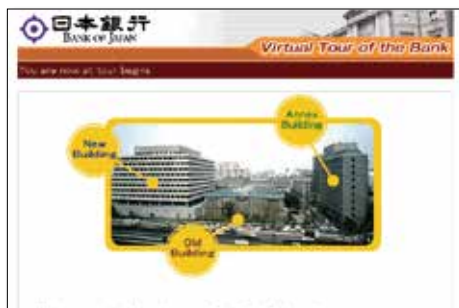 日本銀行
BANK OF JAPAN
Virtual Tour of the Bank
You are now at: tour begins
Annex
Building
New
Building
Old
Building